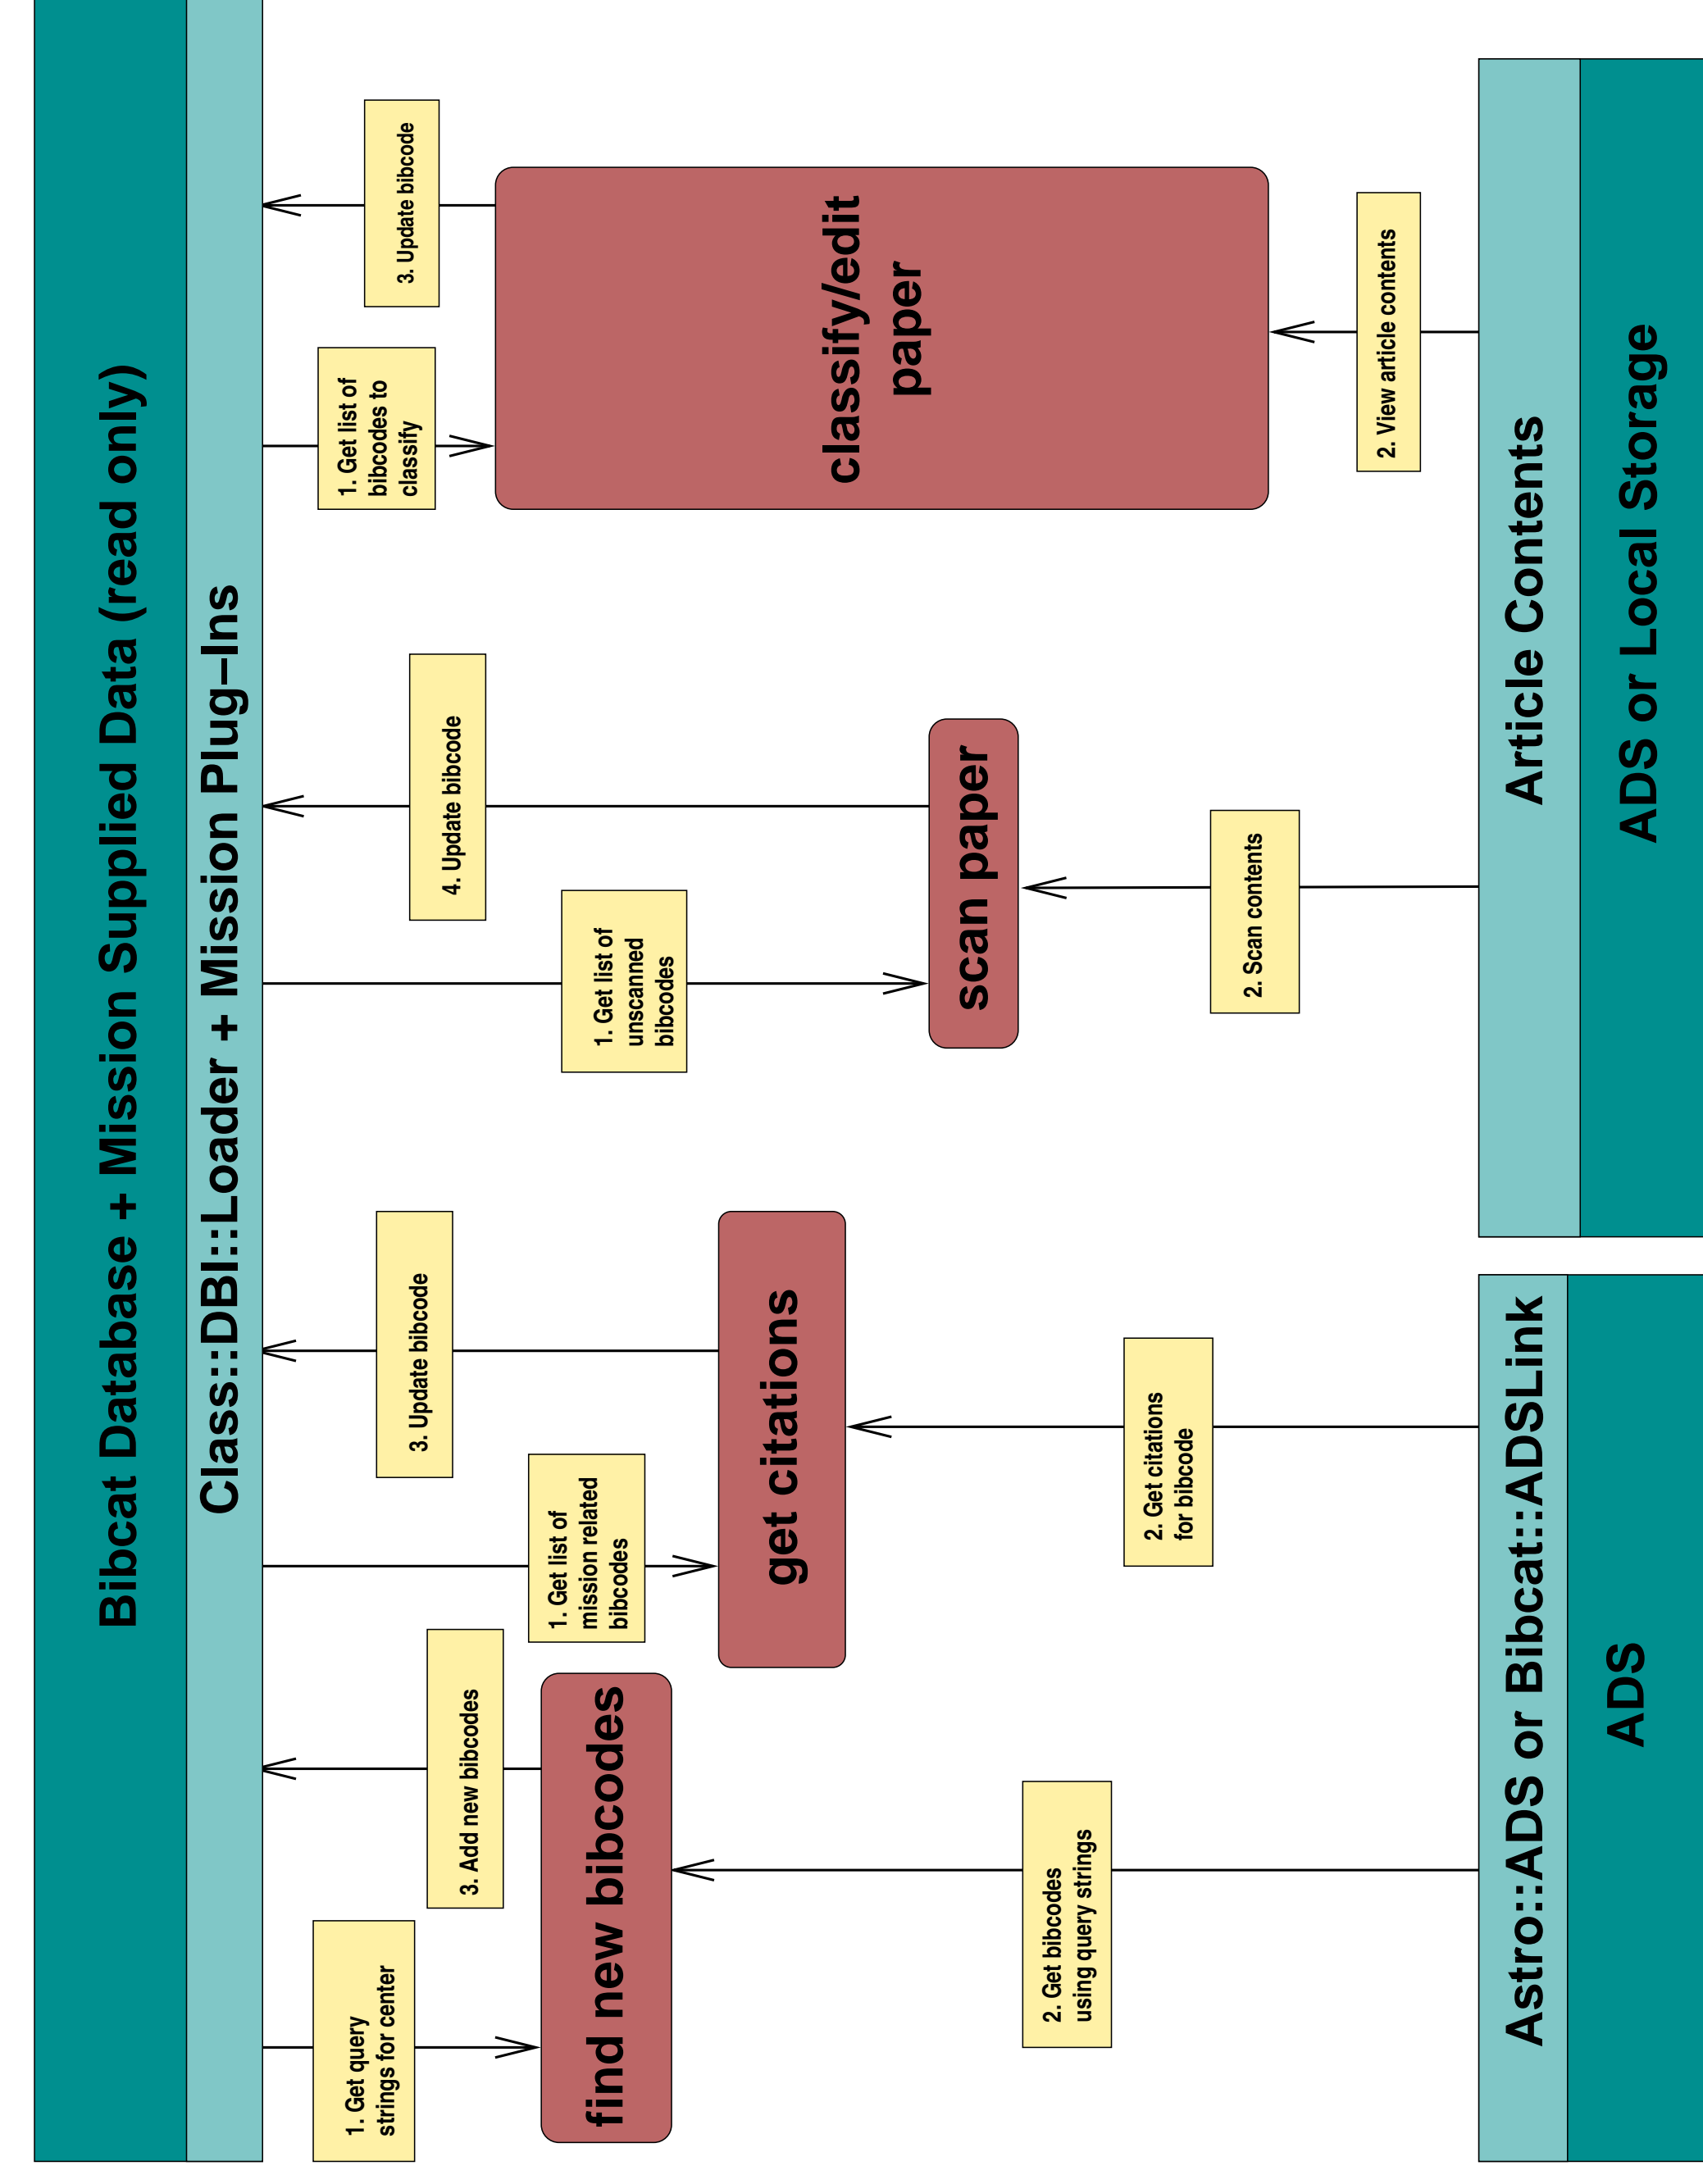 Bibcat Database + Mission Supplied Data (read only)
Class::DBI::Loader + Mission Plug–Ins
1. Get query
strings for center
3. Add new bibcodes
find new bibcodes
2. Get bibcodes
using query strings
1. Get list of
mission related
bibcodes
3. Update bibcode
get citations
2. Get citations
for bibcode
1. Get list of
unscanned
bibcodes
4. Update bibcode
scan paper
2. Scan contents
1. Get list of
bibcodes to
classify
3. Update bibcode
classify/edit
paper
2. View article contents
Astro::ADS or Bibcat::ADSLink
ADS
Article Contents
ADS or Local Storage